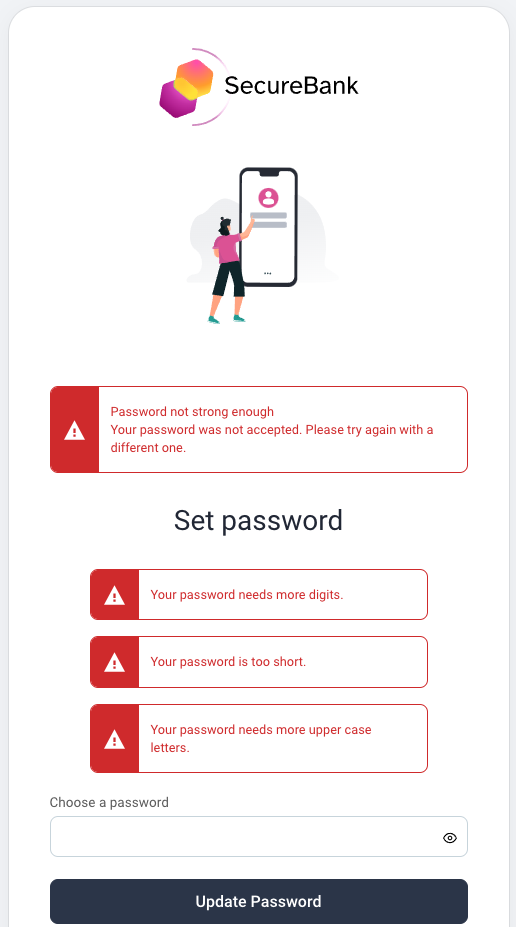 SecureBank
Password not strong enough
Your password was not accepted. Please try again with a
different one.
Set password
Your password needs more digits.
Your password is too short.
Your password needs more upper case
letters.
Choose a password
Update Password